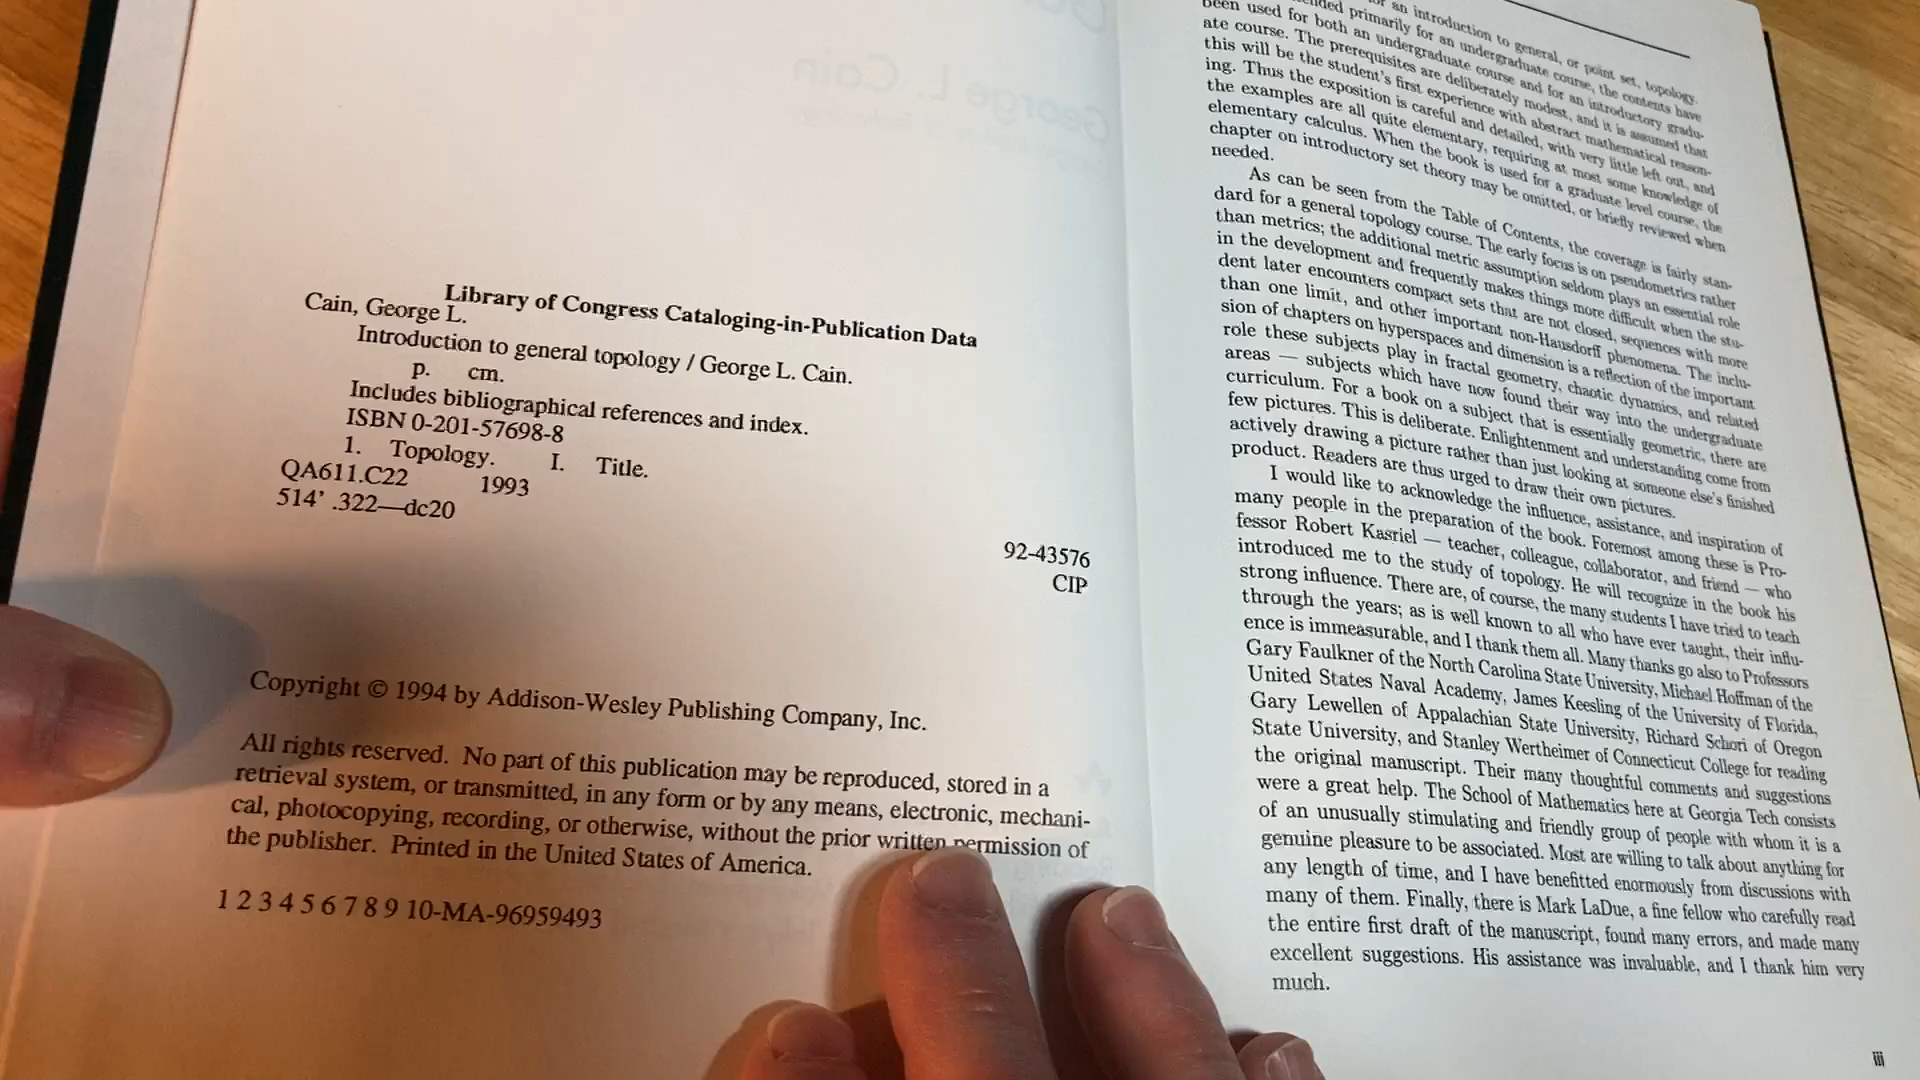 Library of Congress Cataloging-in-Publication Data
Cain, George L.
Introduction to general topology / George L. Cain.
p. cm.
Includes bibliographical references and index.
ISBN 0-201-57698-8
1. Topology. I. Title.
QA611.C22 1993
514' .322—dc20
92-43576
CIP
Copyright © 1994 by Addison-Wesley Publishing Company, Inc.
All rights reserved. No part of this publication may be reproduced, stored in a
retrieval system, or transmitted, in any form or by any means, electronic, mechani-
cal, photocopying, recording, or otherwise, without the prior written permission of
the publisher. Printed in the United States of America.
1 2 3 4 5 6 7 8 9 10-MA-96959493
an introduction to general, or point set, topology.
primarily for an undergraduate course, the contents have
been used for both an undergraduate course and for an introductory gradu-
ate course. The prerequisites are deliberately modest, and it is assumed that
this will be the student's first experience with abstract mathematical reason-
ing. Thus the exposition is careful and detailed, with very little left out, and
the examples are all quite elementary, requiring at most some knowledge of
elementary calculus. When the book is used for a graduate level course, the
chapter on introductory set theory may be omitted, or briefly reviewed when
needed.
As can be seen from the Table of Contents, the coverage is fairly stan-
dard for a general topology course. The early focus is on pseudometrics rather
than metrics; the additional metric assumption seldom plays an essential role
in the development and frequently makes things more difficult when the stu-
dent later encounters compact sets that are not closed, sequences with more
than one limit, and other important non-Hausdorff phenomena. The inclu-
sion of chapters on hyperspaces and dimension is a reflection of the important
role these subjects play in fractal geometry, chaotic dynamics, and related
areas — subjects which have now found their way into the undergraduate
curriculum. For a book on a subject that is essentially geometric, there are
few pictures. This is deliberate. Enlightenment and understanding come from
actively drawing a picture rather than just looking at someone else's finished
product. Readers are thus urged to draw their own pictures.
I would like to acknowledge the influence, assistance, and inspiration of
many people in the preparation of the book. Foremost among these is Pro-
fessor Robert Kasriel — teacher, colleague, collaborator, and friend — who
introduced me to the study of topology. He will recognize in the book his
strong influence. There are, of course, the many students I have tried to teach
through the years; as is well known to all who have ever taught, their influ-
ence is immeasurable, and I thank them all. Many thanks go also to Professors
Gary Faulkner of the North Carolina State University, Michael Hoffman of the
United States Naval Academy, James Keesling of the University of Florida,
Gary Lewellen of Appalachian State University, Richard Schori of Oregon
State University, and Stanley Wertheimer of Connecticut College for reading
the original manuscript. Their many thoughtful comments and suggestions
were a great help. The School of Mathematics here at Georgia Tech consists
of an unusually stimulating and friendly group of people with whom it is a
genuine pleasure to be associated. Most are willing to talk about anything for
any length of time, and I have benefitted enormously from discussions with
many of them. Finally, there is Mark LaDue, a fine fellow who carefully read
the entire first draft of the manuscript, found many errors, and made many
excellent suggestions. His assistance was invaluable, and I thank him very
much.
iii